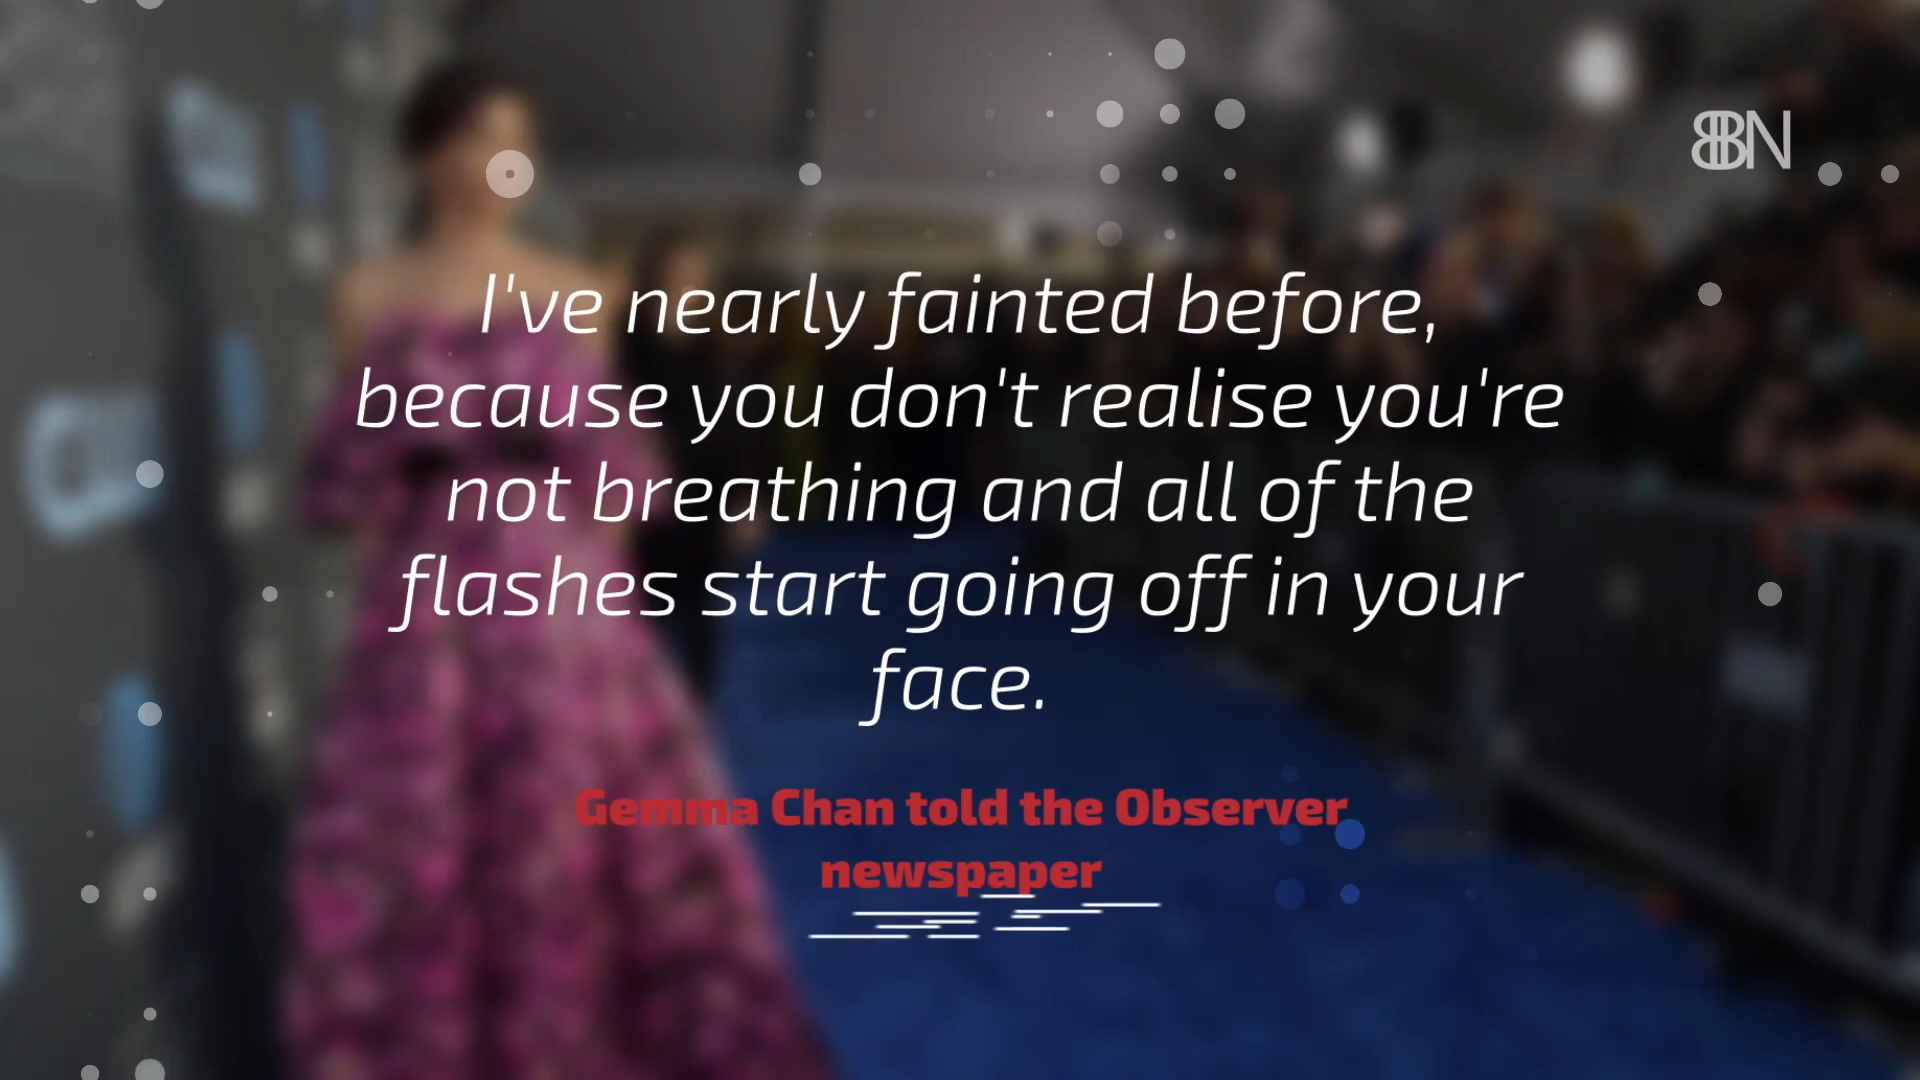 BBN
I've nearly fainted before,
because you don't realise you're
not breathing and all of the
flashes start going off in your
face.
Gemma Chan told the Observer
newspaper